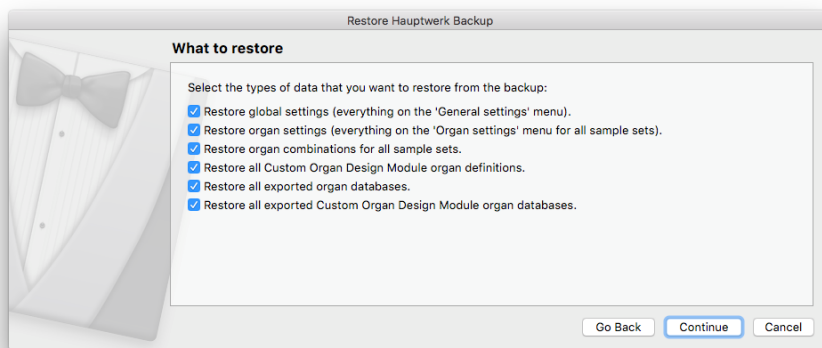 Restore Hauptwerk Backup
What to restore
Select the types of data that you want to restore from the backup:
Restore global settings (everything on the 'General settings' menu).
Restore organ settings (everything on the 'Organ settings' menu for all sample sets).
Restore organ combinations for all sample sets.
Restore all Custom Organ Design Module organ definitions.
Restore all exported organ databases.
Restore all exported Custom Organ Design Module organ databases.
Go Back Continue Cancel